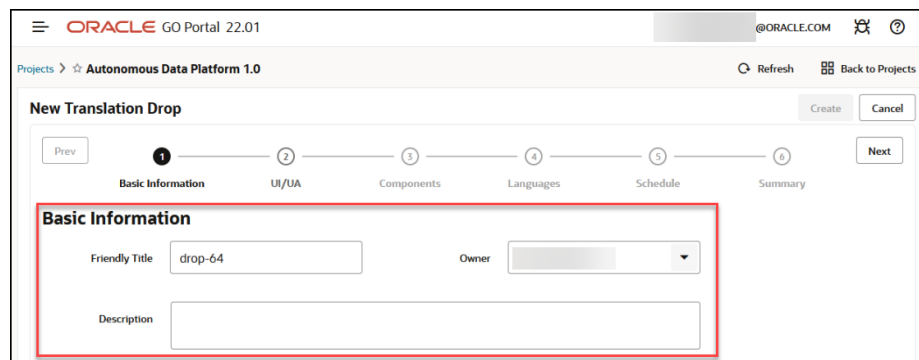 ORACLE GO Portal 22.01 @ORACLE.COM
Projects > Autonomous Data Platform 1.0 Refresh Back to Projects
New Translation Drop Create Cancel
Prev 1 2 3 4 5 6 Next
Basic Information UI/UA Components Languages Schedule Summary
Basic Information
Friendly Title drop-64 Owner
Description